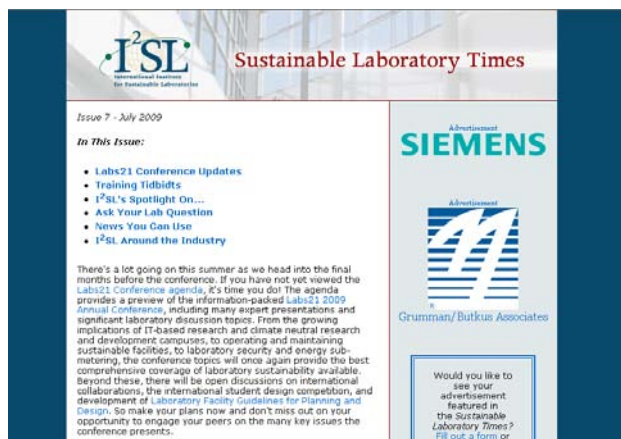 I²SL
International Institute
for Sustainable Laboratories
Sustainable Laboratory Times
Issue 7 - July 2009
In This Issue:
• Labs21 Conference Updates
• Training Tidbidts
• I²SL's Spotlight On...
• Ask Your Lab Question
• News You Can Use
• I²SL Around the Industry
There's a lot going on this summer as we head into the final
months before the conference. If you have not yet viewed the
Labs21 Conference agenda, it's time you do! The agenda
provides a preview of the information-packed Labs21 2009
Annual Conference, including many expert presentations and
significant laboratory discussion topics. From the growing
implications of IT-based research and climate neutral research
and development campuses, to operating and maintaining
sustainable facilities, to laboratory security and energy sub-
metering, the conference topics will once again provide the best
comprehensive coverage of laboratory sustainability available.
Beyond these, there will be open discussions on international
collaborations, the international student design competition, and
development of Laboratory Facility Guidelines for Planning and
Design. So make your plans now and don't miss out on your
opportunity to engage your peers on the many key issues the
conference presents.
Advertisement
SIEMENS
Advertisement
Grumman/Butkus Associates
Would you like to
see your
advertisement
featured in
the Sustainable
Laboratory Times?
Fill out a form or